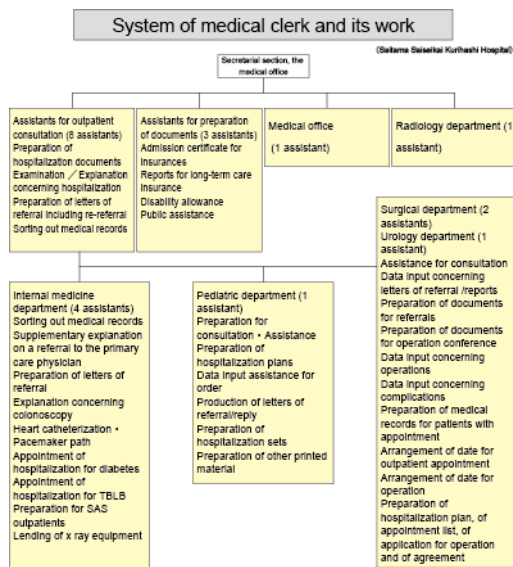 System of medical clerk and its work
(Saitama Saiseikai Kurihashi Hospital)
Secretarial section, the
medical office
Assistants for outpatient
consultation (8 assistants)
Preparation of
hospitalization documents
Examination ／ Explanation
concerning hospitalization
Preparation of letters of
referral including re-referral
Sorting out medical records
Assistants for preparation
of documents (3 assistants)
Admission certificate for
insurances
Reports for long-term care
insurance
Disability allowance
Public assistance
Medical office
(1 assistant)
Radiology department (1
assistant)
Internal medicine
department (4 assistants)
Sorting out medical records
Supplementary explanation
on a referral to the primary
care physician
Preparation of letters of
referral
Explanation concerning
colonoscopy
Heart catheterization・
Pacemaker path
Appointment of
hospitalization for diabetes
Appointment of
hospitalization for TBLB
Preparation for SAS
outpatients
Lending of x ray equipment
Pediatric department (1
assistant)
Preparation for
consultation・Assistance
Preparation of
hospitalization plans
Data input assistance for
order
Production of letters of
referral/reply
Preparation of
hospitalization sets
Preparation of other printed
material
Surgical department (2
assistants)
Urology department (1
assistant)
Assistance for consultation
Data input concerning
letters of referral /reports
Preparation of documents
for referrals
Preparation of documents
for operation conference
Data input concerning
operations
Data input concerning
complications
Preparation of medical
records for patients with
appointment
Arrangement of date for
outpatient appointment
Arrangement of date for
operation
Preparation of
hospitalization plan, of
appointment list, of
application for operation
and of agreement